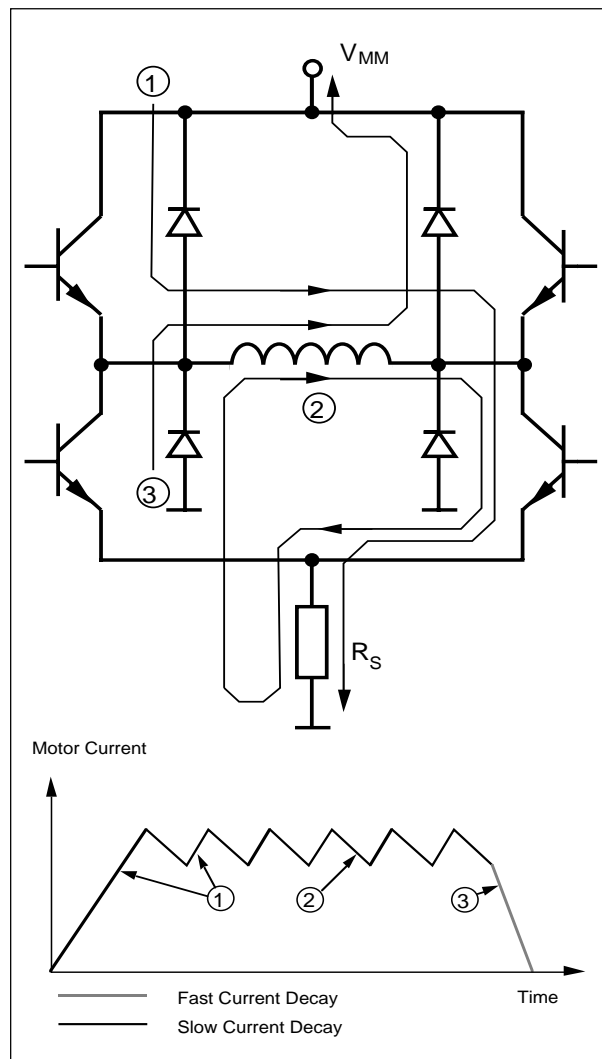 V_MM
①
③
②
R_S
Motor Current
① ② ③
Fast Current Decay Time
Slow Current Decay